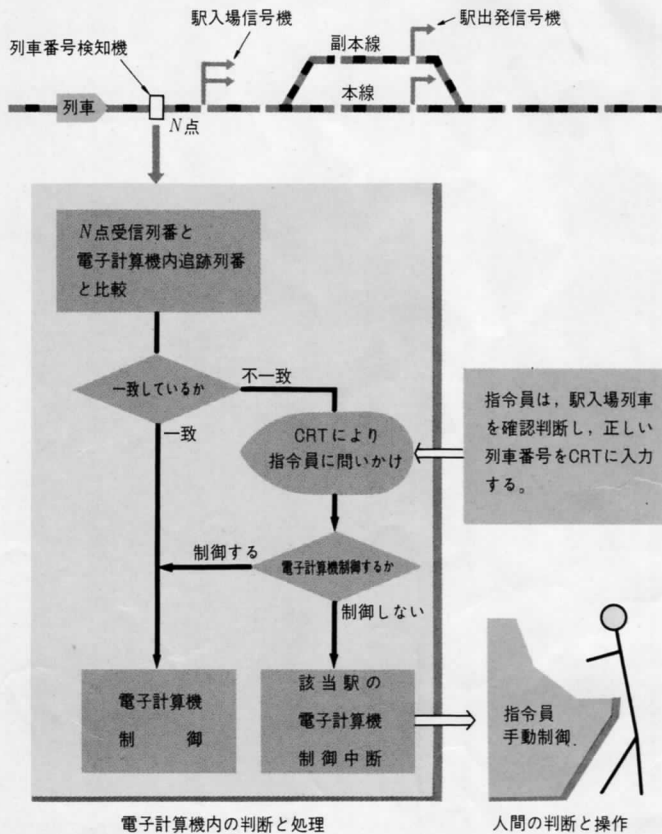 駅入場信号機
駅出発信号機
列車番号検知機
副本線
本線
列車
N点
N点受信列番と
電子計算機内追跡列番
と比較
一致しているか
不一致
一致
CRTにより
指令員に問いかけ
指令員は，駅入場列車
を確認判断し，正しい
列車番号をCRTに入力
する。
制御する
電子計算機制御するか
制御しない
電子計算機
制御
該当駅の
電子計算機
制御中断
指令員
手動制御
電子計算機内の判断と処理
人間の判断と操作